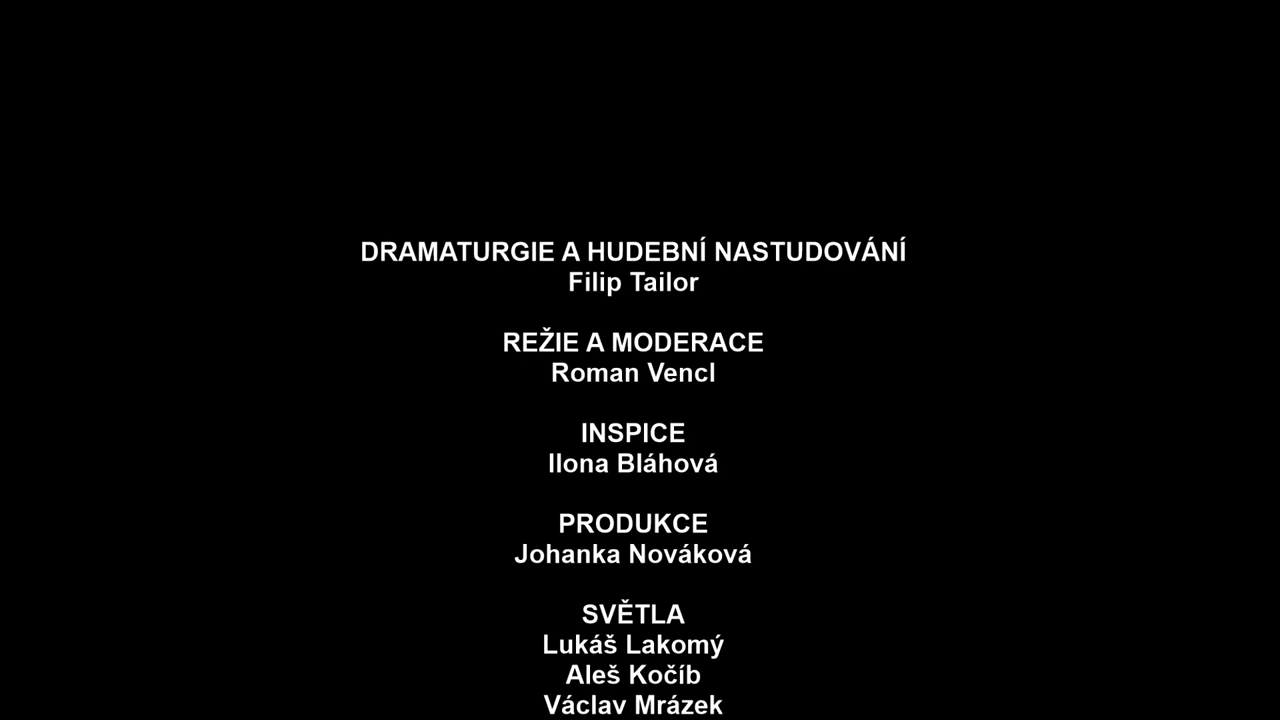 DRAMATURGIE A HUDEBNÍ NASTUDOVÁNÍ
Filip Tailor
REŽIE A MODERACE
Roman Vencl
INSPICE
Ilona Bláhová
PRODUKCE
Johanka Nováková
SVĚTLA
Lukáš Lakomý
Aleš Kočíb
Václav Mrázek